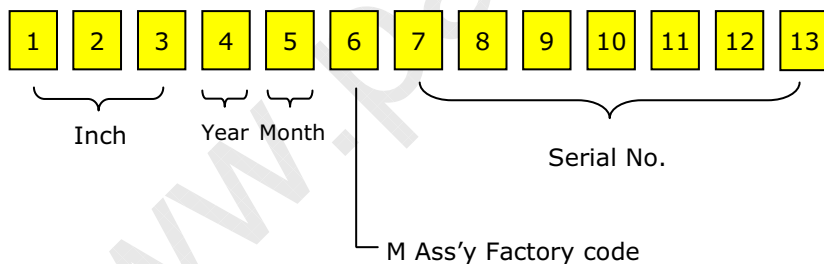 1 2 3 4 5 6 7 8 9 10 11 12 13
Inch Year Month
Serial No.
M Ass’y Factory code